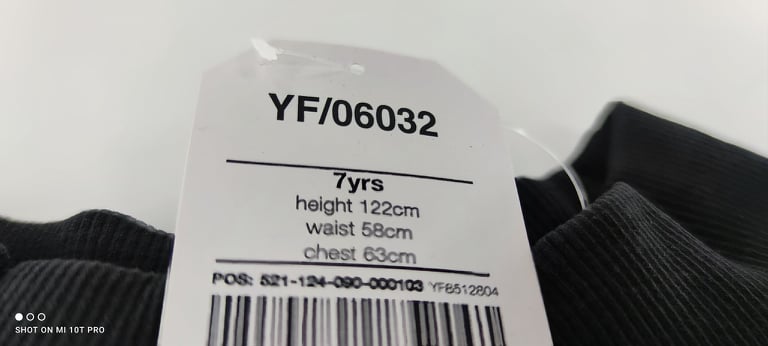 YF/06032
7yrs
height 122cm
waist 58cm
chest 63cm
POS: 521-124-090-000103 YF8512804
SHOT ON MI 10T PRO